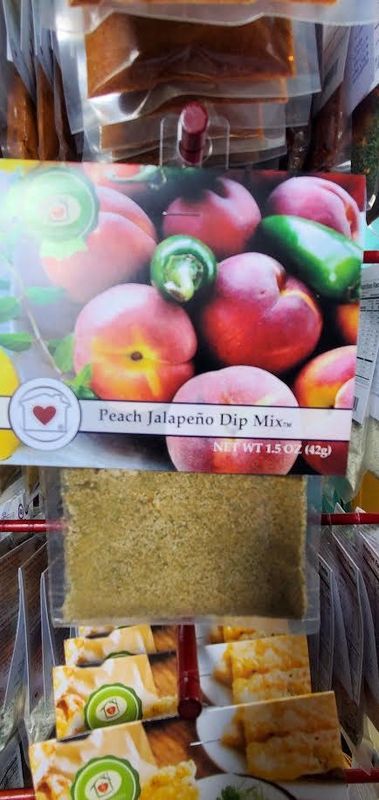 Peach Jalapeño Dip Mix™
NET WT 1.5 OZ (42g)